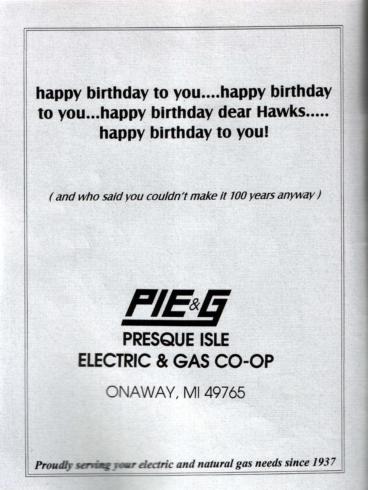 happy birthday to you....happy birthday
to you...happy birthday dear Hawks.....
happy birthday to you!
( and who said you couldn't make it 100 years anyway )
PIE&G
PRESQUE ISLE
ELECTRIC & GAS CO-OP
ONAWAY, MI 49765
Proudly serving your electric and natural gas needs since 1937